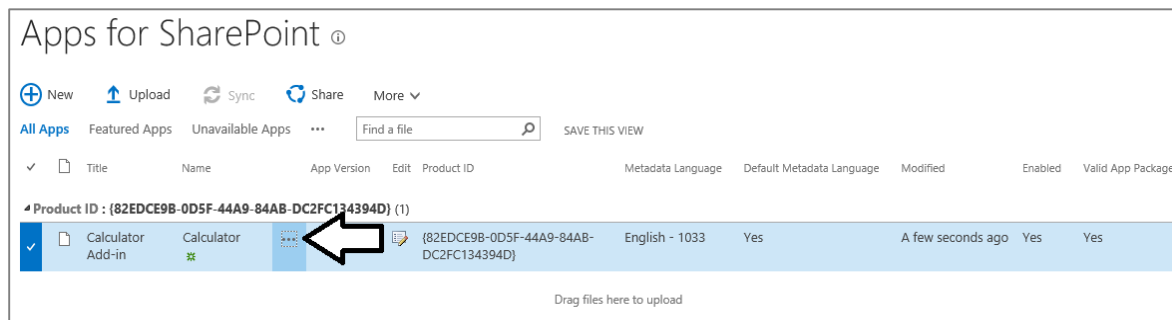 Apps for SharePoint
New Upload Sync Share More
All Apps Featured Apps Unavailable Apps ••• Find a file SAVE THIS VIEW
Title Name App Version Edit Product ID Metadata Language Default Metadata Language Modified Enabled Valid App Package
Product ID : {82EDCE9B-0D5F-44A9-84AB-DC2FC134394D} (1)
Calculator Calculator ••• {82EDCE9B-0D5F-44A9-84AB- English - 1033 Yes A few seconds ago Yes Yes
Add-in DC2FC134394D}
Drag files here to upload